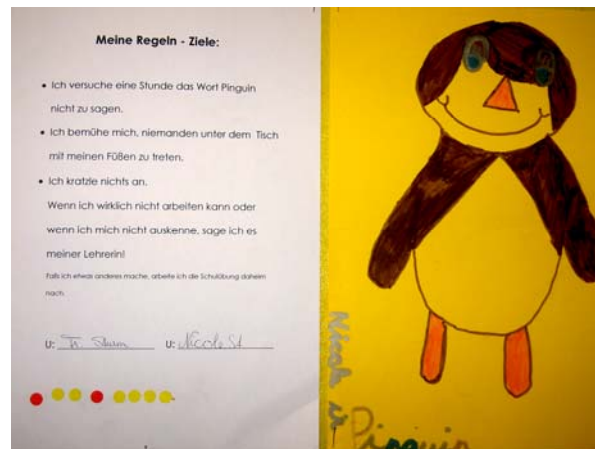 Meine Regeln - Ziele:
• Ich versuche eine Stunde das Wort Pinguin
nicht zu sagen.
• Ich bemühe mich, niemanden unter dem Tisch
mit meinen Füßen zu treten.
• Ich kratzle nichts an.
Wenn ich wirklich nicht arbeiten kann oder
wenn ich mich nicht auskenne, sage ich es
meiner Lehrerin!
Falls ich etwas anderes mache, arbeite ich die Schulübung daheim
nach.
U: U: Nicole St
Nicole
Pinguin